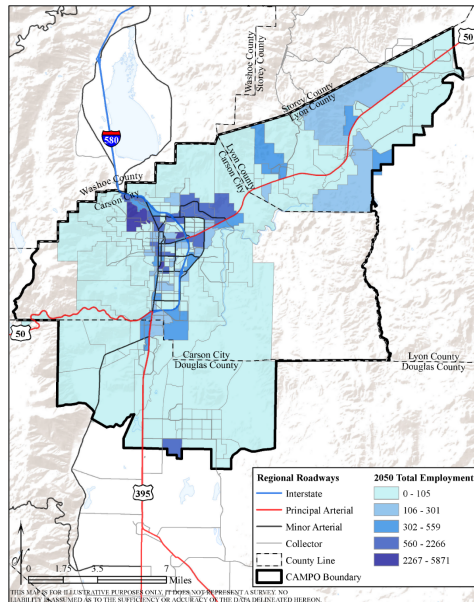 50
Washoe County
Storey County
Storey County
Lyon County
580
Lyon County
Carson City
Washoe County
Carson City
50
Carson City
Douglas County
Lyon County
Douglas County
395
Regional Roadways
Interstate
Principal Arterial
Minor Arterial
Collector
County Line
CAMPO Boundary
2050 Total Employment
0 - 105
106 - 301
302 - 559
560 - 2266
2267 - 5871
0 1.75 3.5 7
Miles
THIS MAP IS FOR ILLUSTRATIVE PURPOSES ONLY. IT DOES NOT REPRESENT A SURVEY. NO
LIABILITY IS ASSUMED AS TO THE SUFFICIENCY OR ACCURACY OF THE DATA DELINEATED HEREON.